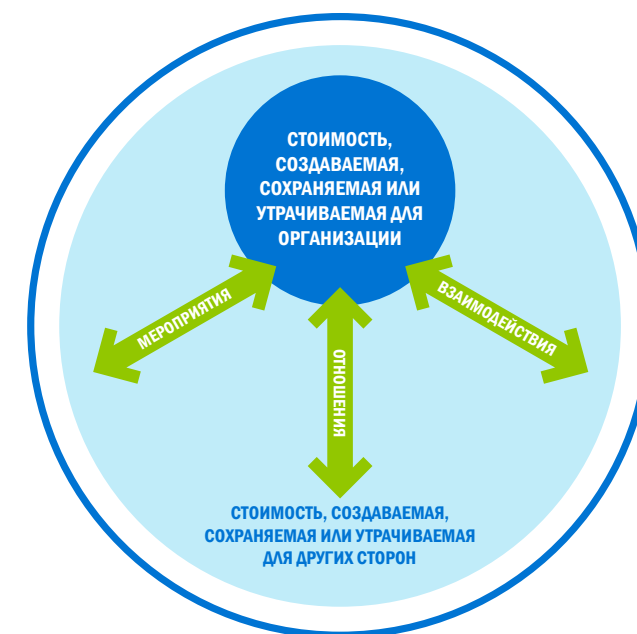 СТОИМОСТЬ,
СОЗДАВАЕМАЯ,
СОХРАНЯЕМАЯ ИЛИ
УТРАЧИВАЕМАЯ ДЛЯ
ОРГАНИЗАЦИИ
МЕРОПРИЯТИЯ
ОТНОШЕНИЯ
ВЗАИМОДЕЙСТВИЯ
СТОИМОСТЬ, СОЗДАВАЕМАЯ,
СОХРАНЯЕМАЯ ИЛИ УТРАЧИВАЕМАЯ
ДЛЯ ДРУГИХ СТОРОН